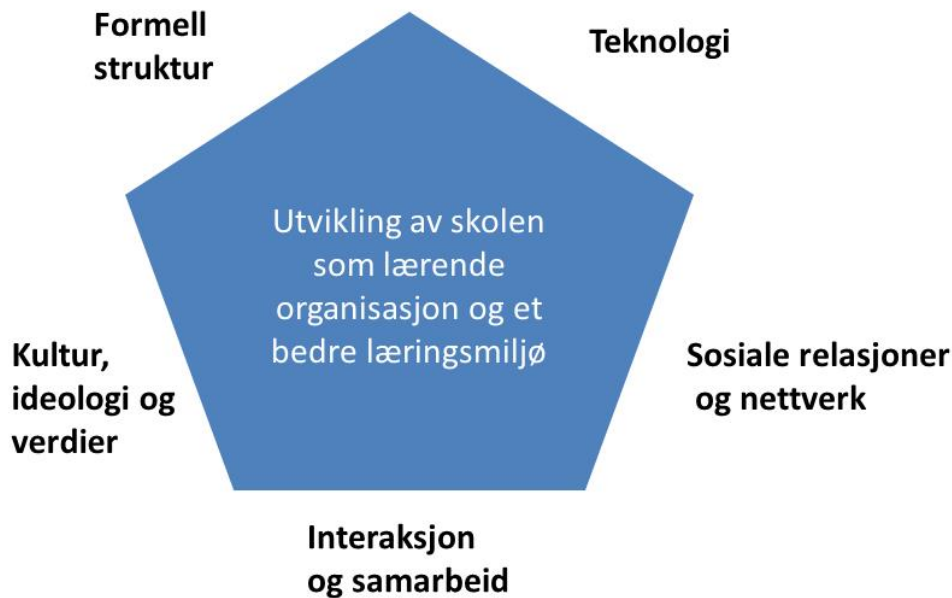 Formell
struktur
Teknologi
Utvikling av skolen
som lærende
organisasjon og et
bedre læringsmiljø
Kultur,
ideologi og
verdier
Sosiale relasjoner
og nettverk
Interaksjon
og samarbeid